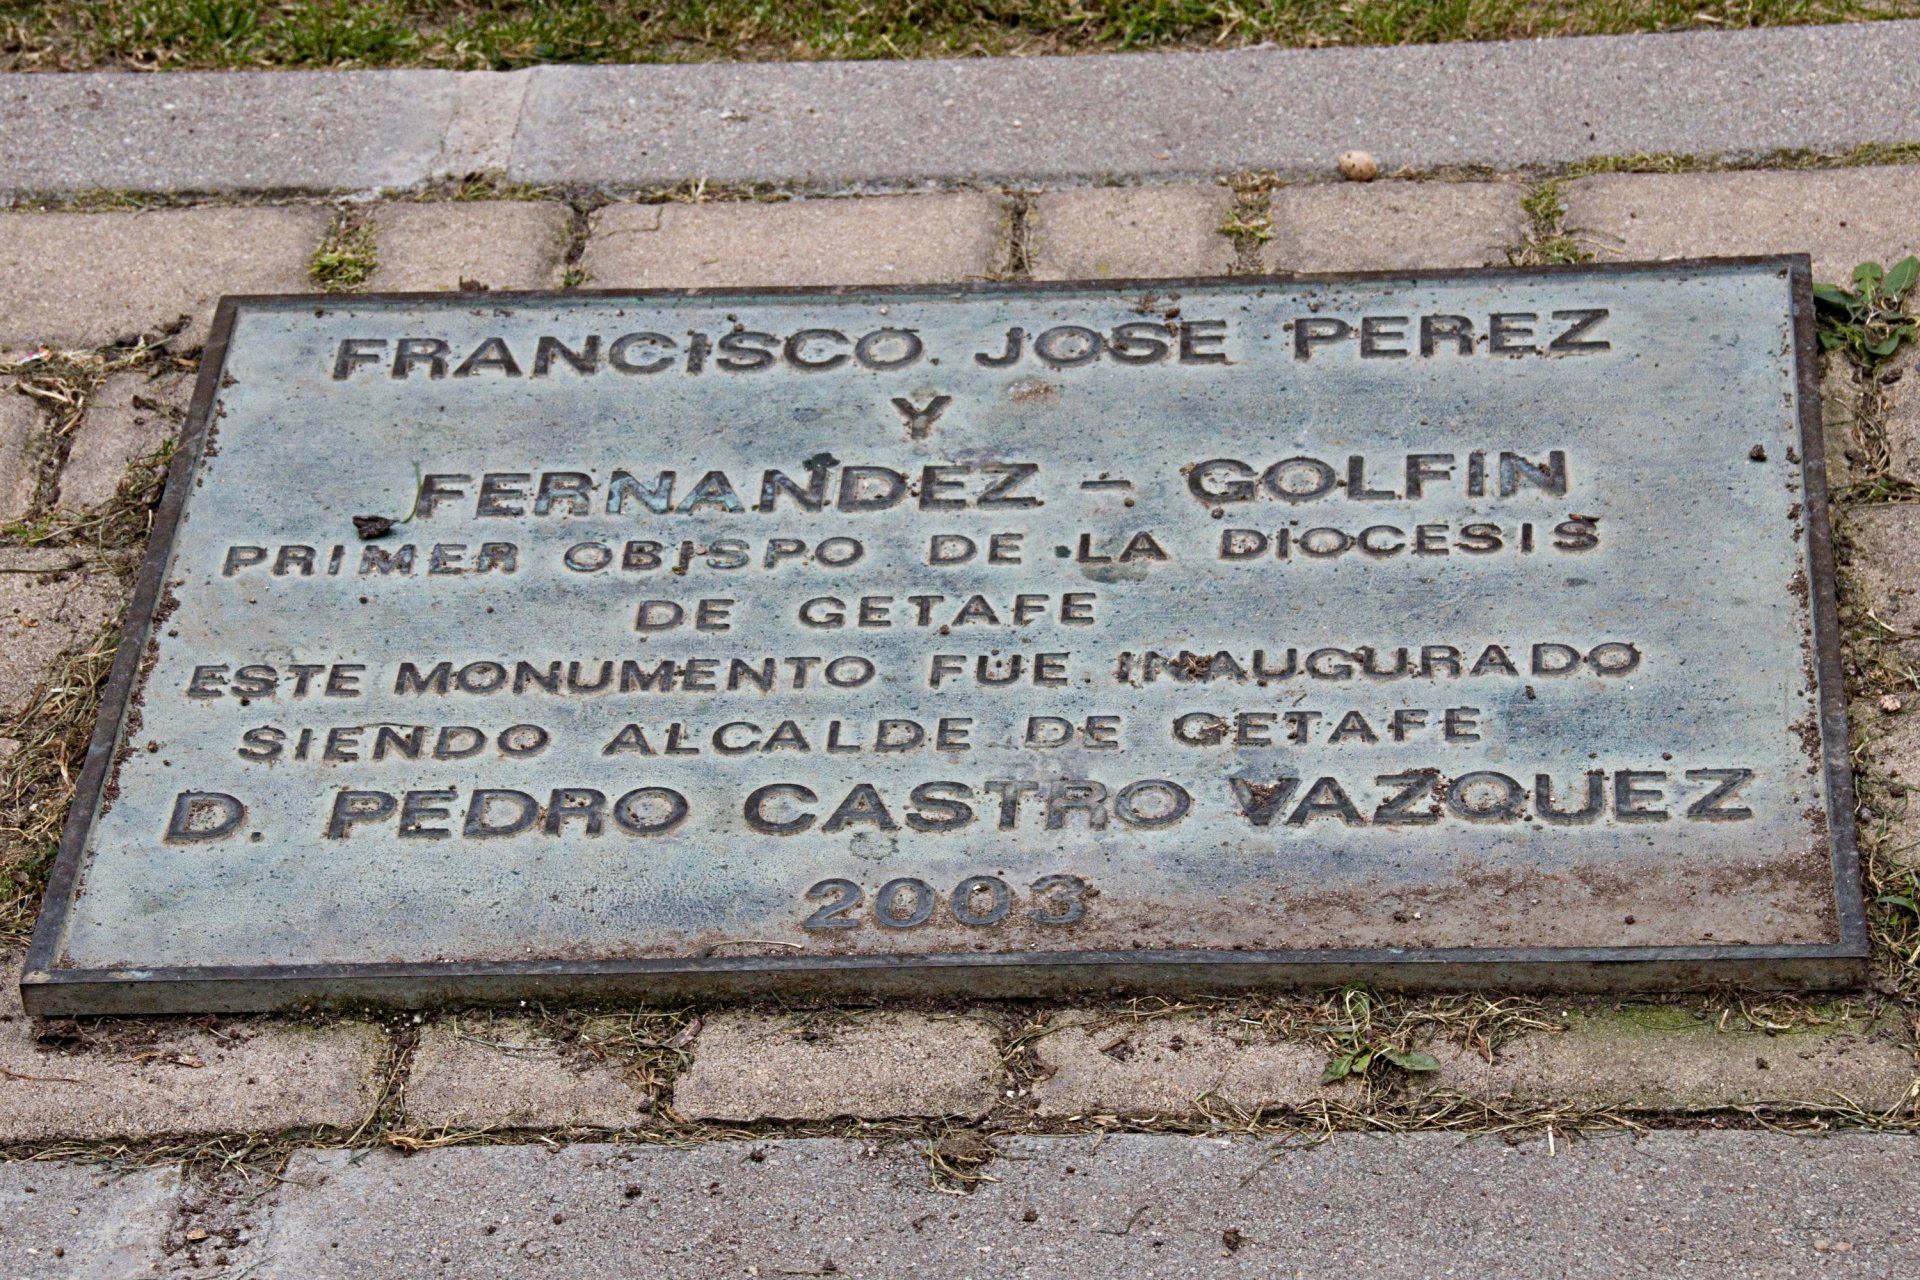 FRANCISCO JOSE PEREZ
Y
FERNANDEZ - GOLFIN
PRIMER OBISPO DE LA DIOCESIS
DE GETAFE
ESTE MONUMENTO FUE INAUGURADO
SIENDO ALCALDE DE GETAFE
D. PEDRO CASTRO VAZQUEZ
2003